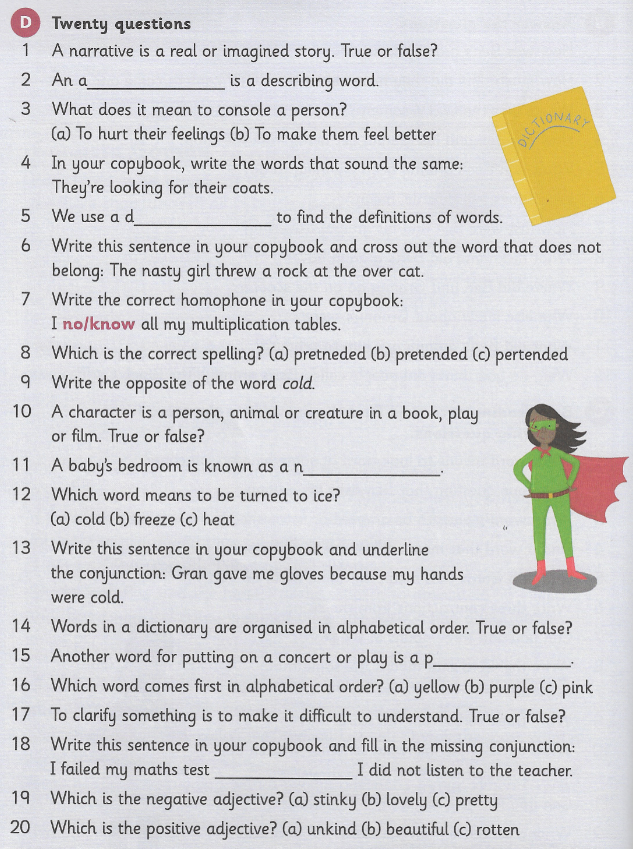 D Twenty questions
1 A narrative is a real or imagined story. True or false?
2 An a_______________ is a describing word.
3 What does it mean to console a person?
(a) To hurt their feelings (b) To make them feel better
4 In your copybook, write the words that sound the same:
They're looking for their coats.
DICTIONARY
5 We use a d_______________ to find the definitions of words.
6 Write this sentence in your copybook and cross out the word that does not
belong: The nasty girl threw a rock at the over cat.
7 Write the correct homophone in your copybook:
I no/know all my multiplication tables.
8 Which is the correct spelling? (a) pretneded (b) pretended (c) pertended
9 Write the opposite of the word cold.
10 A character is a person, animal or creature in a book, play
or film. True or false?
11 A baby's bedroom is known as a n_______________.
12 Which word means to be turned to ice?
(a) cold (b) freeze (c) heat
13 Write this sentence in your copybook and underline
the conjunction: Gran gave me gloves because my hands
were cold.
14 Words in a dictionary are organised in alphabetical order. True or false?
15 Another word for putting on a concert or play is a p_______________.
16 Which word comes first in alphabetical order? (a) yellow (b) purple (c) pink
17 To clarify something is to make it difficult to understand. True or false?
18 Write this sentence in your copybook and fill in the missing conjunction:
I failed my maths test _______________ I did not listen to the teacher.
19 Which is the negative adjective? (a) stinky (b) lovely (c) pretty
20 Which is the positive adjective? (a) unkind (b) beautiful (c) rotten